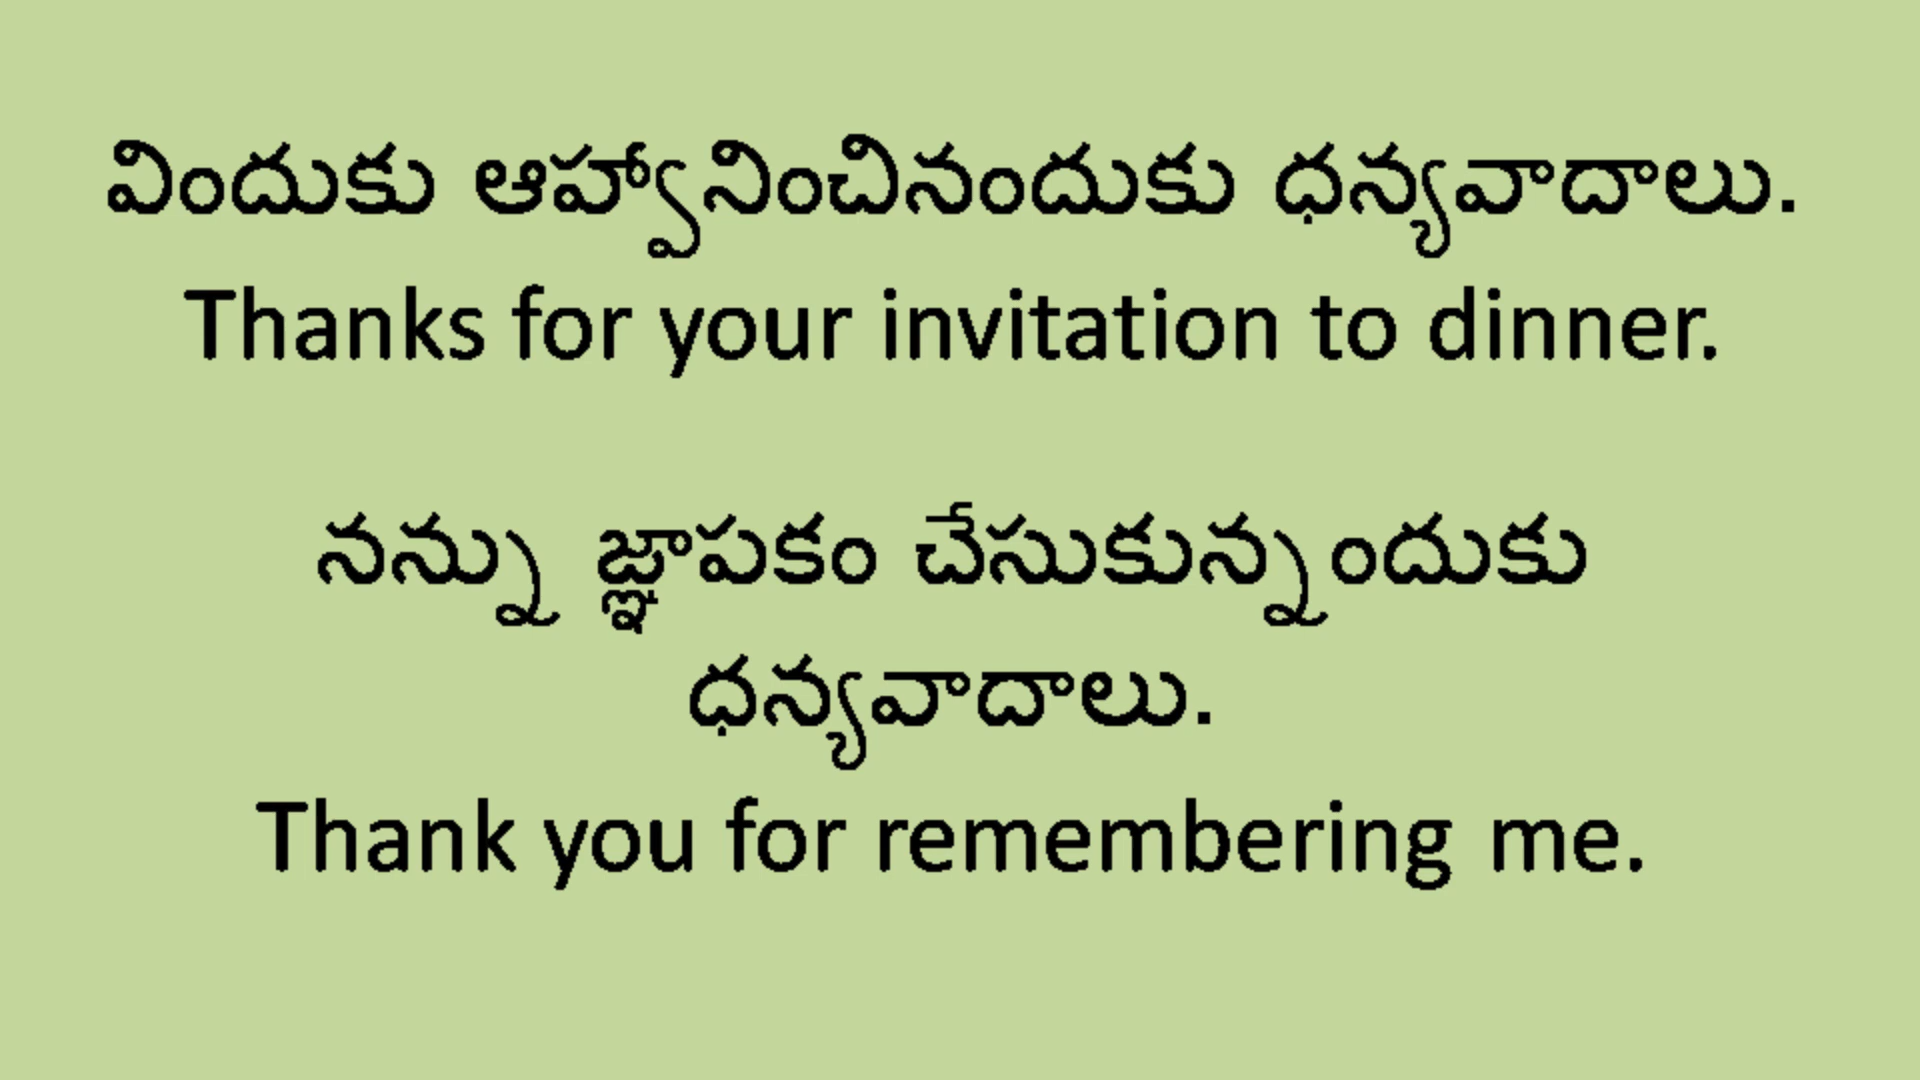 విందుకు ఆహ్వానించినందుకు ధన్యవాదాలు.
Thanks for your invitation to dinner.
నన్ను జ్ఞాపకం చేసుకున్నందుకు
ధన్యవాదాలు.
Thank you for remembering me.